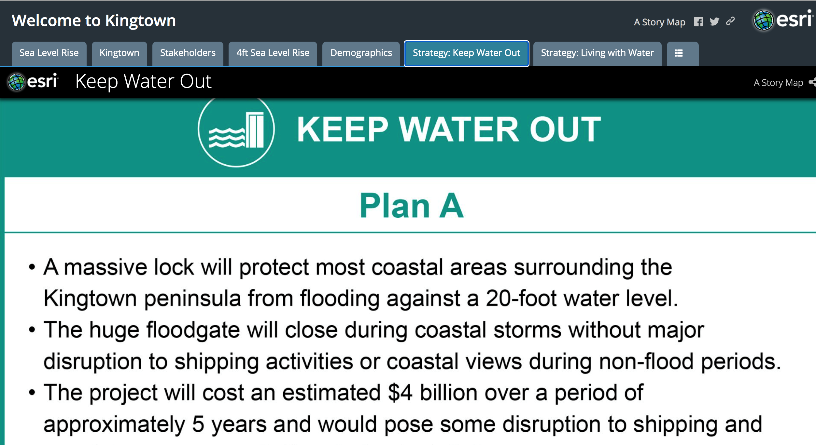 Welcome to Kingtown
A Story Map
esri
Sea Level Rise
Kingtown
Stakeholders
4ft Sea Level Rise
Demographics
Strategy: Keep Water Out
Strategy: Living with Water
esri Keep Water Out
A Story Map
KEEP WATER OUT
Plan A
• A massive lock will protect most coastal areas surrounding the
Kingtown peninsula from flooding against a 20-foot water level.
• The huge floodgate will close during coastal storms without major
disruption to shipping activities or coastal views during non-flood periods.
• The project will cost an estimated $4 billion over a period of
approximately 5 years and would pose some disruption to shipping and